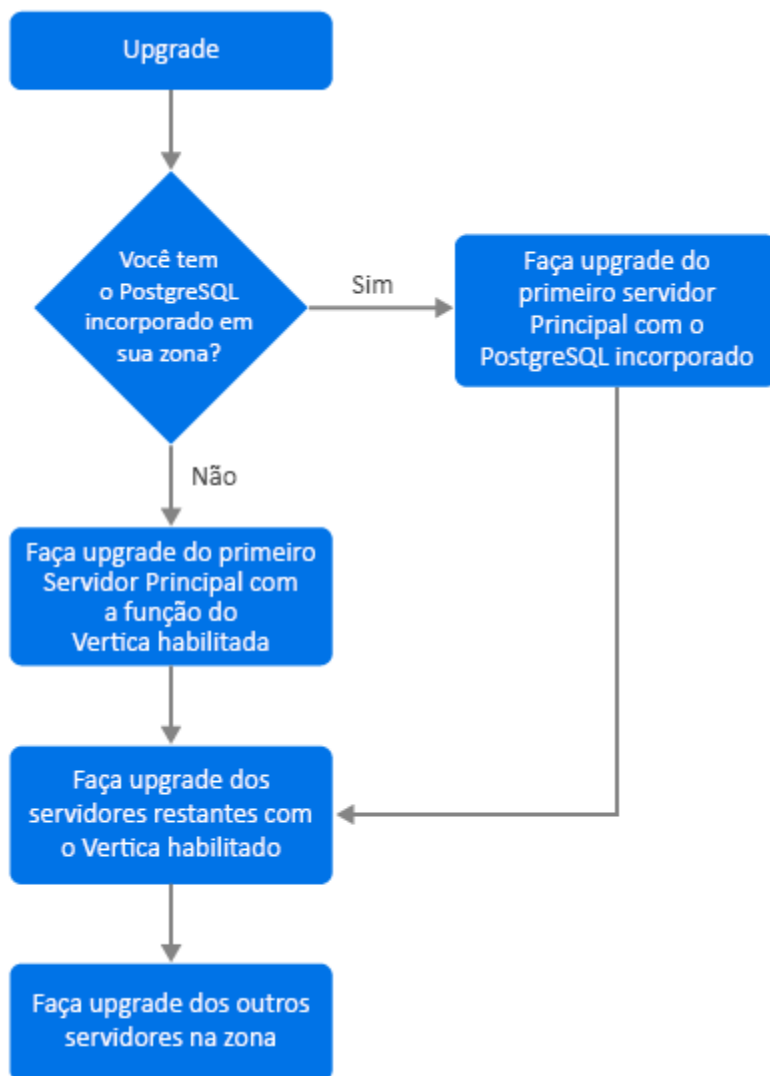 Upgrade
Você tem
o PostgreSQL
incorporado em
sua zona?
Sim
Faça upgrade do
primeiro servidor
Principal com o
PostgreSQL incorporado
Não
Faça upgrade do primeiro
Servidor Principal com
a função do
Vertica habilitada
Faça upgrade dos
servidores restantes com
o Vertica habilitado
Faça upgrade dos outros
servidores na zona